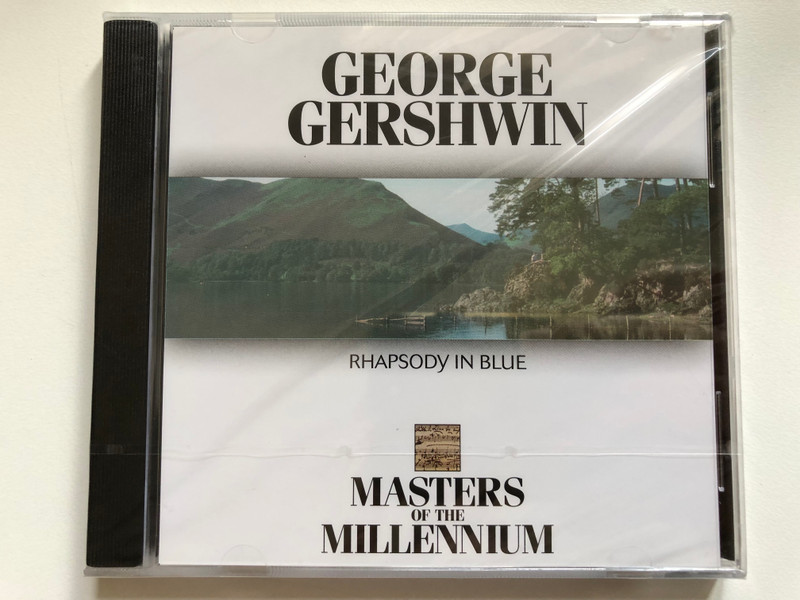 GEORGE
GERSHWIN
RHAPSODY IN BLUE
MASTERS
OF THE
MILLENNIUM